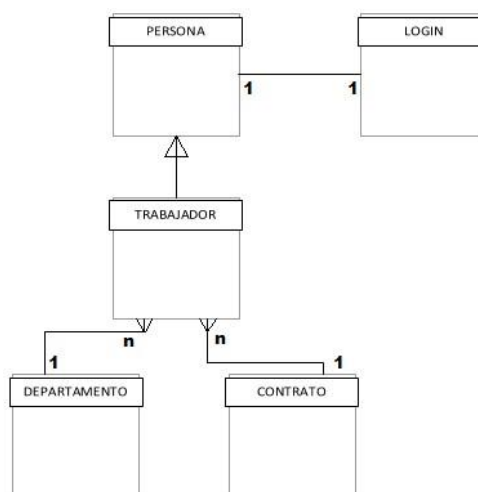 PERSONA
LOGIN
1
1
TRABAJADOR
n
n
1
1
DEPARTAMENTO
CONTRATO